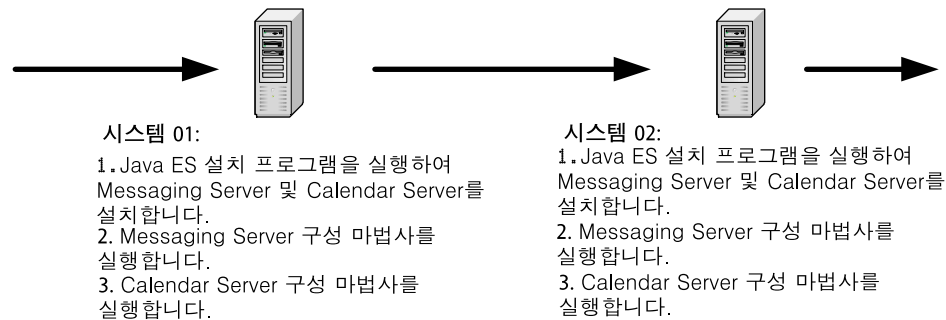 시스템 01:
1. Java ES 설치 프로그램을 실행하여
Messaging Server 및 Calendar Server를
설치합니다.
2. Messaging Server 구성 마법사를
실행합니다.
3. Calendar Server 구성 마법사를
실행합니다.
시스템 02:
1. Java ES 설치 프로그램을 실행하여
Messaging Server 및 Calendar Server를
설치합니다.
2. Messaging Server 구성 마법사를
실행합니다.
3. Calendar Server 구성 마법사를
실행합니다.